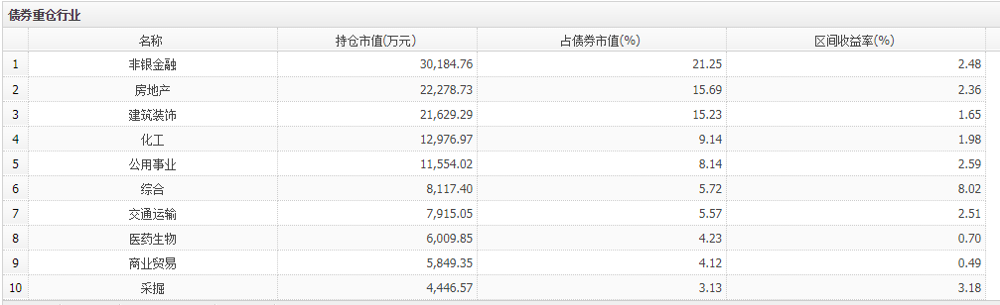 债券重仓行业
名称 持仓市值(万元) 占债券市值(%) 区间收益率(%)
1 非银金融 30,184.76 21.25 2.48
2 房地产 22,278.73 15.69 2.36
3 建筑装饰 21,629.29 15.23 1.65
4 化工 12,976.97 9.14 1.98
5 公用事业 11,554.02 8.14 2.59
6 综合 8,117.40 5.72 8.02
7 交通运输 7,915.05 5.57 2.51
8 医药生物 6,009.85 4.23 0.70
9 商业贸易 5,849.35 4.12 0.49
10 采掘 4,446.57 3.13 3.18